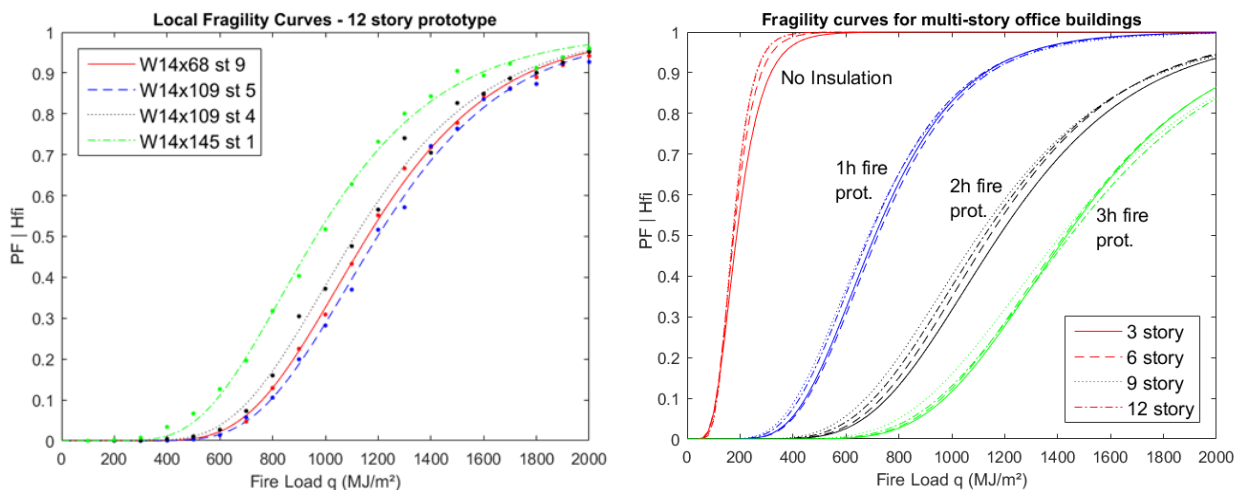 Local Fragility Curves - 12 story prototype
PF | Hfi
1
0.9
0.8
0.7
0.6
0.5
0.4
0.3
0.2
0.1
0
W14x68 st 9
W14x109 st 5
W14x109 st 4
W14x145 st 1
0 200 400 600 800 1000 1200 1400 1600 1800 2000
Fire Load q (MJ/m²)
Fragility curves for multi-story office buildings
PF | Hfi
1
0.9
0.8
0.7
0.6
0.5
0.4
0.3
0.2
0.1
0
No Insulation
1h fire
prot.
2h fire
prot.
3h fire
prot.
3 story
6 story
9 story
12 story
0 200 400 600 800 1000 1200 1400 1600 1800 2000
Fire Load q (MJ/m²)